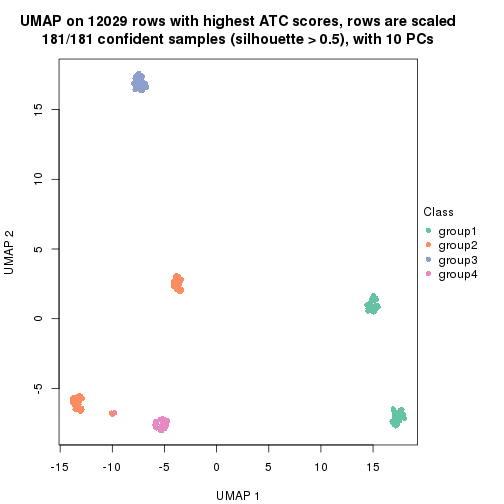 UMAP on 12029 rows with highest ATC scores, rows are scaled
181/181 confident samples (silhouette > 0.5), with 10 PCs
15
10
5
0
-5
UMAP 2
-15
-10
-5
0
5
10
15
UMAP 1
Class
group1
group2
group3
group4